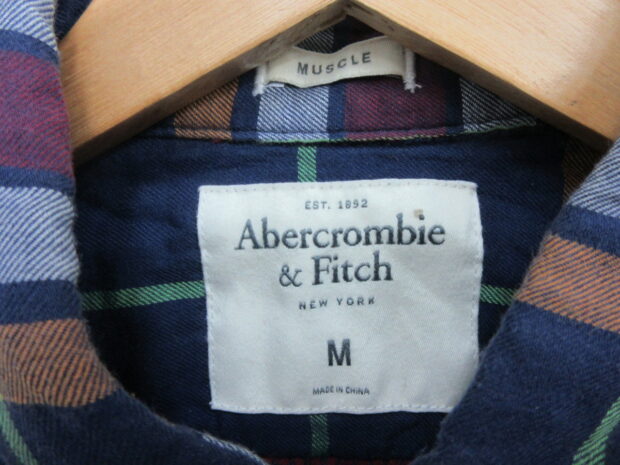 MUSCLE
EST. 1892
Abercrombie
& Fitch
NEW YORK
M
MADE IN CHINA